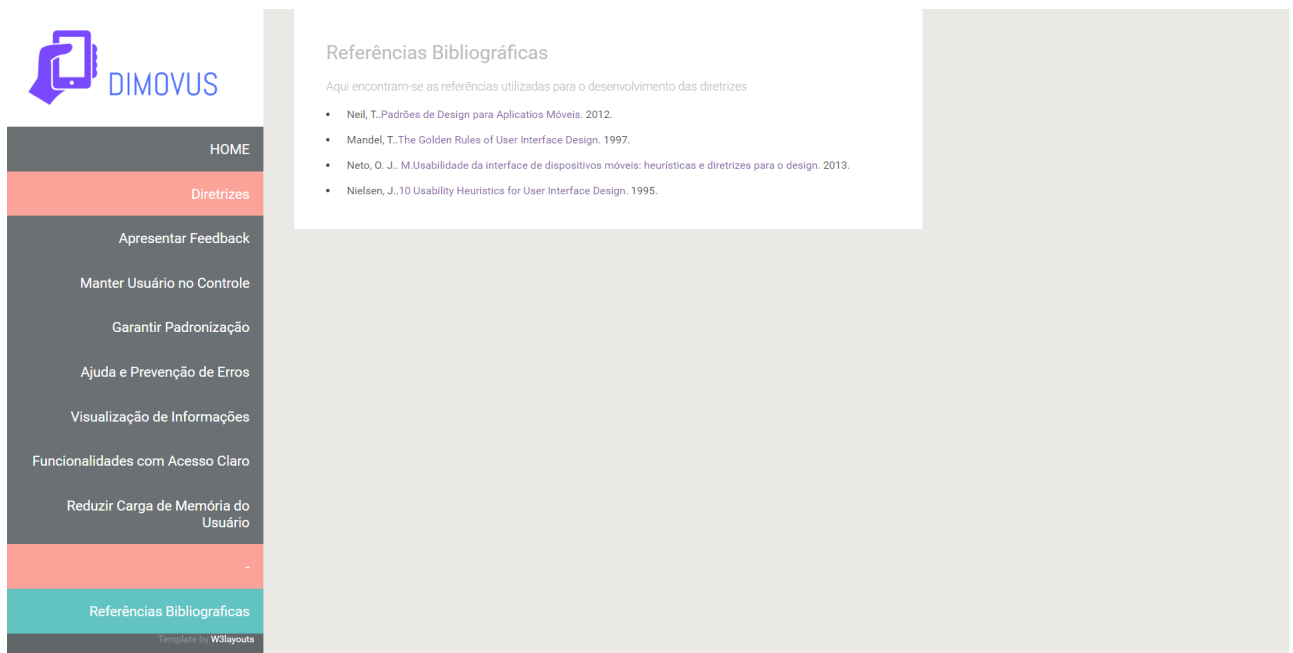 DIMOVUS
HOME
Diretrizes
Apresentar Feedback
Manter Usuário no Controle
Garantir Padronização
Ajuda e Prevenção de Erros
Visualização de Informações
Funcionalidades com Acesso Claro
Reduzir Carga de Memória do
Usuário
-
Referências Bibliograficas
Template by W3layouts
Referências Bibliográficas
Aqui encontram-se as referências utilizadas para o desenvolvimento das diretrizes
• Neil, T..Padrões de Design para Aplicatios Móveis. 2012.
• Mandel, T..The Golden Rules of User Interface Design. 1997.
• Neto, O. J.. M.Usabilidade da interface de dispositivos móveis: heurísticas e diretrizes para o design. 2013.
• Nielsen, J..10 Usability Heuristics for User Interface Design. 1995.